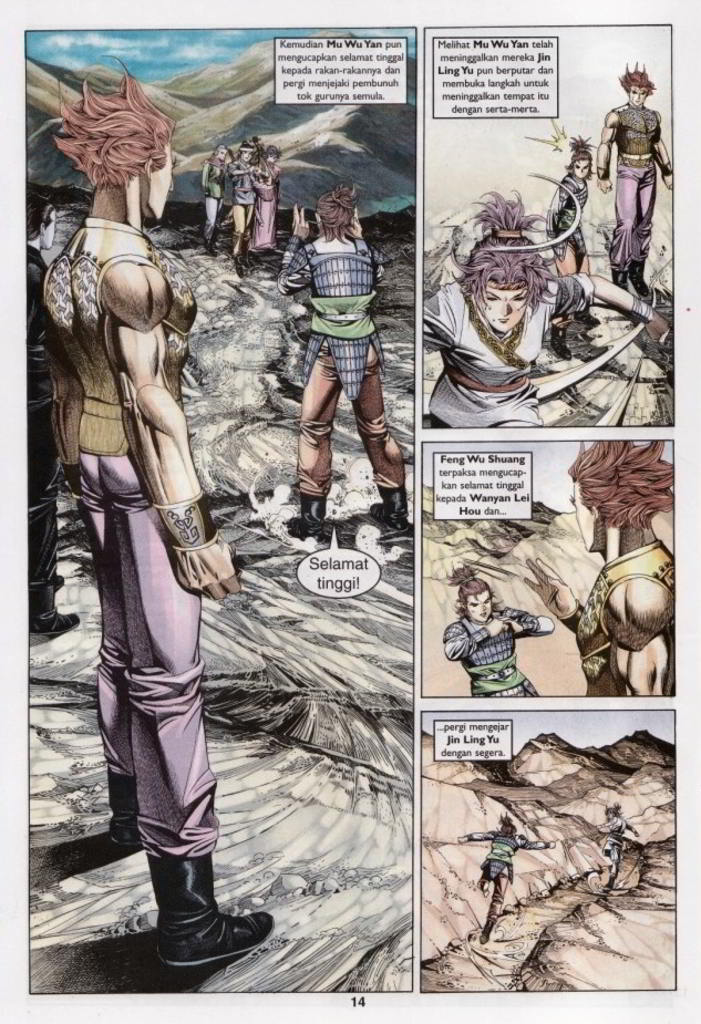 Kemudian Mu Wu Yan pun
mengucapkan selamat tinggal
kepada rakan-rakannya dan
pergi menjejaki pembunuh
tok gurunya semula.
Selamat
tinggi!
Melihat Mu Wu Yan telah
meninggalkan mereka Jin
Ling Yu pun berputar dan
membuka langkah untuk
meninggalkan tempat itu
dengan serta-merta.
Feng Wu Shuang
terpaksa mengucap-
kan selamat tinggal
kepada Wanyan Lei
Hou dan...
...pergi mengejar
Jin Ling Yu
dengan segera.
14